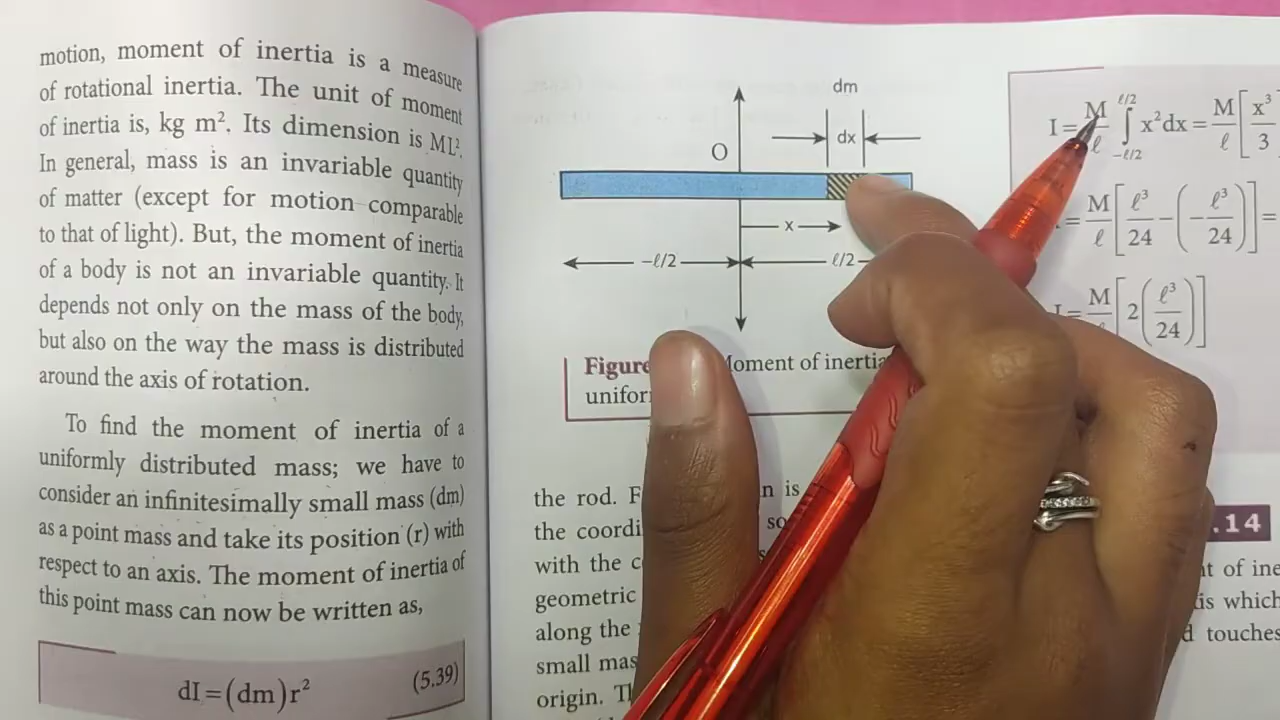 motion, moment of inertia is a measure
of rotational inertia. The unit of moment
of inertia is, kg m². Its dimension is ML².
In general, mass is an invariable quantity
of matter (except for motion comparable
to that of light). But, the moment of inertia
of a body is not an invariable quantity. It
depends not only on the mass of the body,
but also on the way the mass is distributed
around the axis of rotation.
To find the moment of inertia of a
uniformly distributed mass; we have to
consider an infinitesimally small mass (dm)
as a point mass and take its position (r) with
respect to an axis. The moment of inertia of
this point mass can now be written as,
dI=(dm)r² (5.39)
dm
dx
O
x
-ℓ/2 ℓ/2
Figure oment of inertia
unifor
the rod. F n is
the coordi so
with the c
geometric
along the
small mas
origin. T
I= M/ℓ ∫_{-ℓ/2}^{ℓ/2} x²dx = M/ℓ [x³/3]
= M/ℓ [ℓ³/24 - (-ℓ³/24)] =
I= M [2(ℓ³/24)]
.14
t of ine
is which
d touches